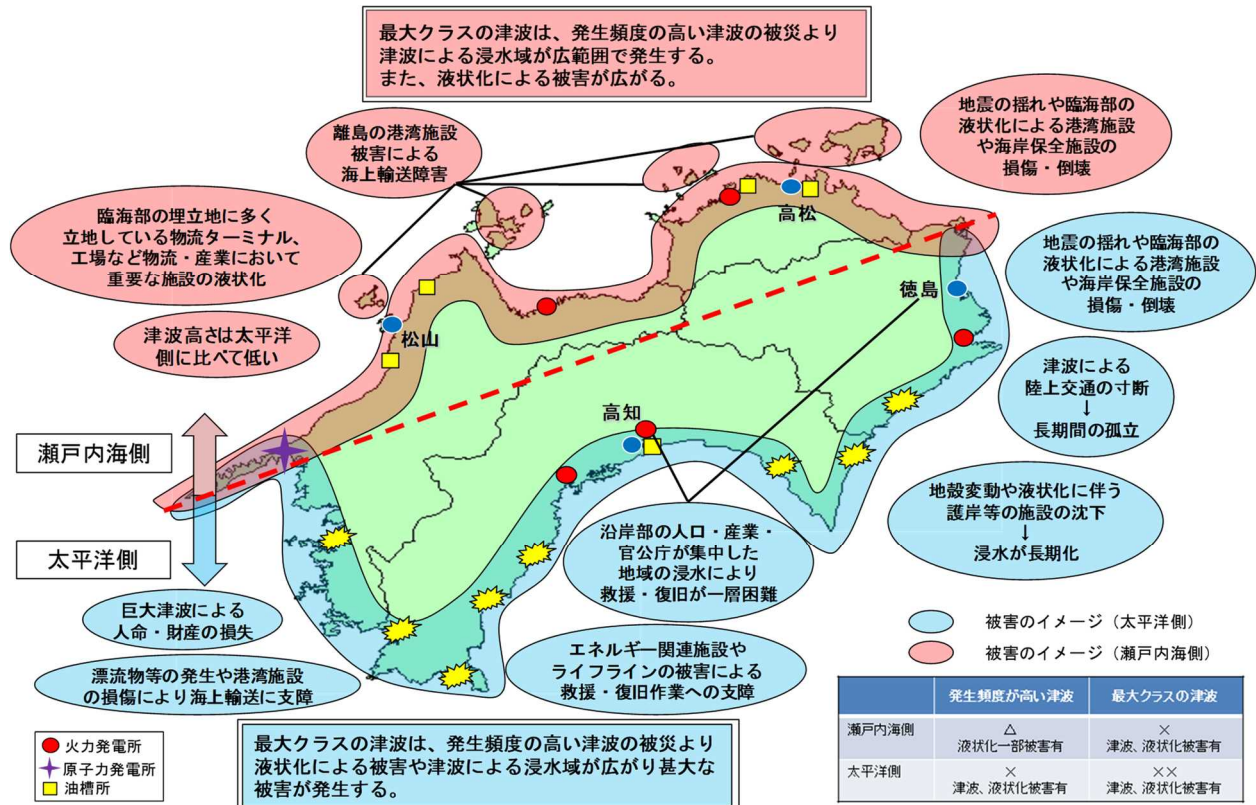 最大クラスの津波は、発生頻度の高い津波の被災より
津波による浸水域が広範囲で発生する。
また、液状化による被害が広がる。
離島の港湾施設
被害による
海上輸送障害
地震の揺れや臨海部の
液状化による港湾施設
や海岸保全施設の
損傷・倒壊
臨海部の埋立地に多く
立地している物流ターミナル、
工場など物流・産業において
重要な施設の液状化
津波高さは太平洋
側に比べて低い
高松
徳島
松山
高知
地震の揺れや臨海部の
液状化による港湾施設
や海岸保全施設の
損傷・倒壊
津波による
陸上交通の寸断
↓
長期間の孤立
瀬戸内海側
太平洋側
地殻変動や液状化に伴う
護岸等の施設の沈下
↓
浸水が長期化
沿岸部の人口・産業・
官公庁が集中した
地域の浸水により
救援・復旧が一層困難
巨大津波による
人命・財産の損失
漂流物等の発生や港湾施設
の損傷により海上輸送に支障
エネルギー関連施設や
ライフラインの被害による
救援・復旧作業への支障
被害のイメージ（太平洋側）
被害のイメージ（瀬戸内海側）
火力発電所
原子力発電所
油槽所
最大クラスの津波は、発生頻度の高い津波の被災より
液状化による被害や津波による浸水域が広がり甚大な
被害が発生する。
発生頻度が高い津波 最大クラスの津波
瀬戸内海側 △ ×
液状化一部被害有 津波、液状化被害有
太平洋側 × ××
津波、液状化被害有 津波、液状化被害有